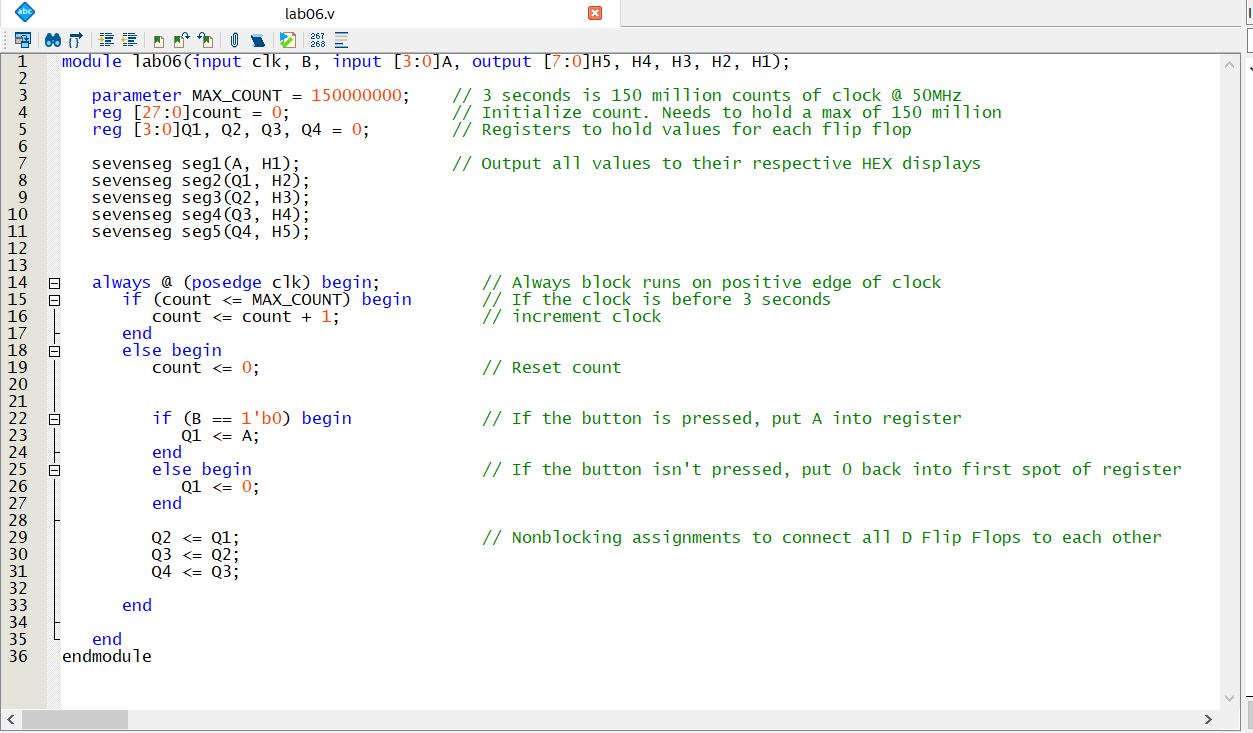 abc
lab06.v
267
268
1 module lab06(input clk, B, input [3:0]A, output [7:0]H5, H4, H3, H2, H1);
2
3 parameter MAX_COUNT = 150000000; // 3 seconds is 150 million counts of clock @ 50MHz
4 reg [27:0]count = 0; // Initialize count. Needs to hold a max of 150 million
5 reg [3:0]Q1, Q2, Q3, Q4 = 0; // Registers to hold values for each flip flop
6
7 sevenseg seg1(A, H1); // Output all values to their respective HEX displays
8 sevenseg seg2(Q1, H2);
9 sevenseg seg3(Q2, H3);
10 sevenseg seg4(Q3, H4);
11 sevenseg seg5(Q4, H5);
12
13
14 always @ (posedge clk) begin; // Always block runs on positive edge of clock
15 if (count <= MAX_COUNT) begin // If the clock is before 3 seconds
16 count <= count + 1; // increment clock
17 end
18 else begin
19 count <= 0; // Reset count
20
21
22 if (B == 1'b0) begin // If the button is pressed, put A into register
23 Q1 <= A;
24 end
25 else begin // If the button isn't pressed, put 0 back into first spot of register
26 Q1 <= 0;
27 end
28
29 Q2 <= Q1; // Nonblocking assignments to connect all D Flip Flops to each other
30 Q3 <= Q2;
31 Q4 <= Q3;
32
33 end
34
35 end
36 endmodule